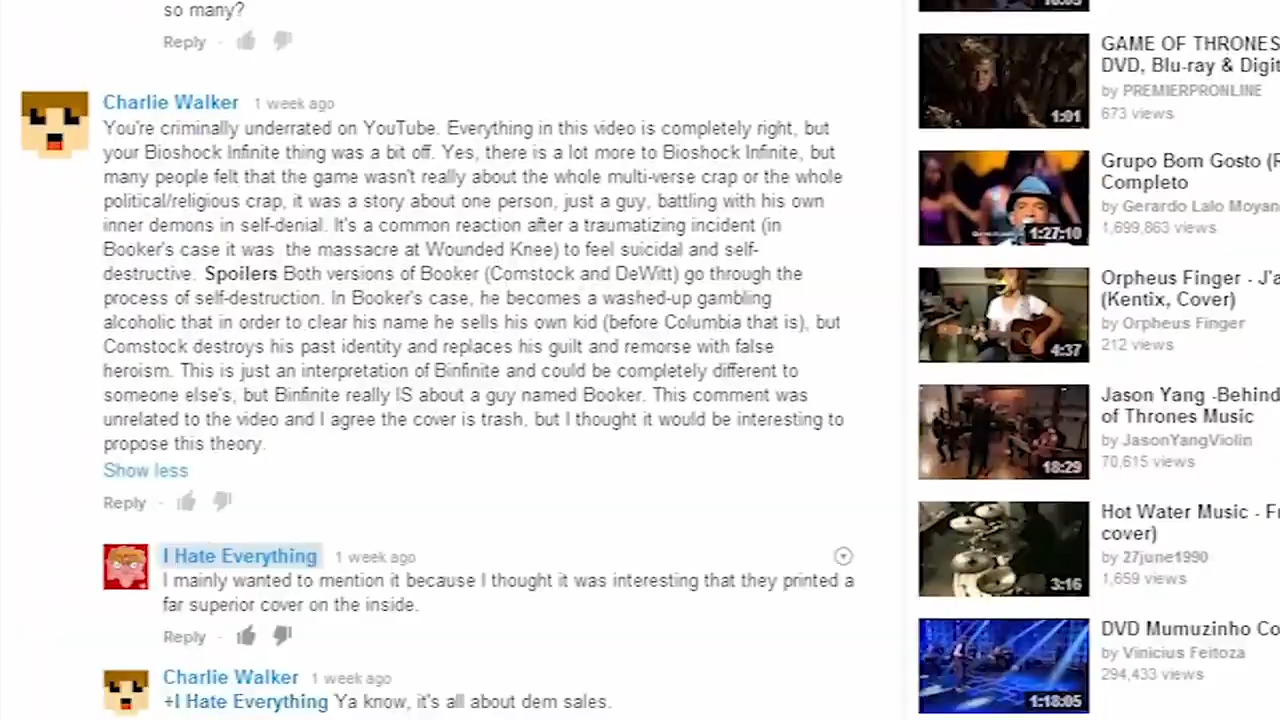 so many?
Reply
Charlie Walker 1 week ago
You're criminally underrated on YouTube. Everything in this video is completely right, but
your Bioshock Infinite thing was a bit off. Yes, there is a lot more to Bioshock Infinite, but
many people felt that the game wasn't really about the whole multi-verse crap or the whole
political/religious crap, it was a story about one person, just a guy, battling with his own
inner demons in self-denial. It's a common reaction after a traumatizing incident (in
Booker's case it was the massacre at Wounded Knee) to feel suicidal and self-
destructive. Spoilers Both versions of Booker (Comstock and DeWitt) go through the
process of self-destruction. In Booker's case, he becomes a washed-up gambling
alcoholic that in order to clear his name he sells his own kid (before Columbia that is), but
Comstock destroys his past identity and replaces his guilt and remorse with false
heroism. This is just an interpretation of Binfinite and could be completely different to
someone else's, but Binfinite really IS about a guy named Booker. This comment was
unrelated to the video and I agree the cover is trash, but I thought it would be interesting to
propose this theory.
Show less
Reply
I Hate Everything 1 week ago
I mainly wanted to mention it because I thought it was interesting that they printed a
far superior cover on the inside.
Reply
Charlie Walker 1 week ago
+I Hate Everything Ya know, it's all about dem sales.
GAME OF THRONES
DVD, Blu-ray & Digit
by PREMIERPRONLINE
673 views
1:01
Grupo Bom Gosto (R
Completo
by Gerardo Lalo Moyan
1,699,863 views
1:27:10
Orpheus Finger - J'a
(Kentix, Cover)
by Orpheus Finger
212 views
4:37
Jason Yang -Behind
of Thrones Music
by JasonYangViolin
70,615 views
18:29
Hot Water Music - Fr
cover)
by 27june1990
1,659 views
3:16
DVD Mumuzinho Co
by Vinicius Feitoza
294,433 views
1:18:05